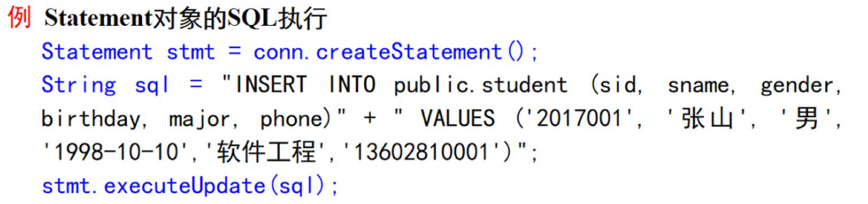 例 Statement对象的SQL执行
Statement stmt = conn.createStatement();
String sql = "INSERT INTO public.student (sid, sname, gender,
birthday, major, phone)" + " VALUES ('2017001', '张山', '男',
'1998-10-10','软件工程','13602810001')";
stmt.executeUpdate(sql);